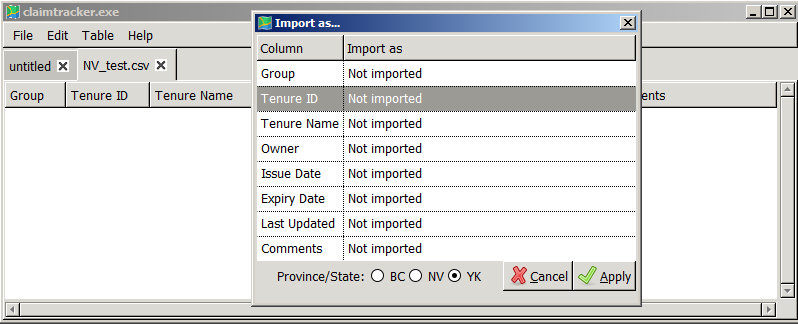 claimtracker.exe
File Edit Table Help
untitled NV_test.csv
Group Tenure ID Tenure Name ents
Import as...
Column Import as
Group Not imported
Tenure ID Not imported
Tenure Name Not imported
Owner Not imported
Issue Date Not imported
Expiry Date Not imported
Last Updated Not imported
Comments Not imported
Province/State: BC NV YK Cancel Apply